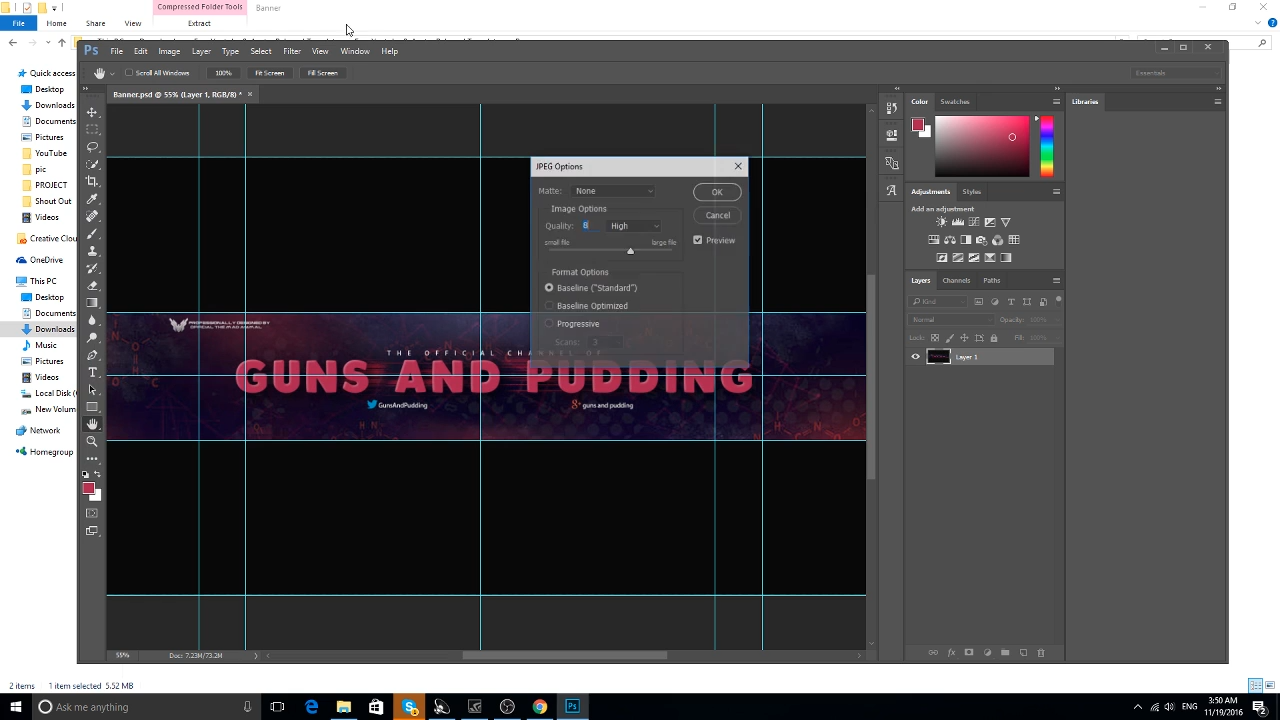 Compressed Folder Tools Banner
File Home Share View Extract
Ps File Edit Image Layer Type Select Filter View Window Help
Scroll All Windows 100% Fit Screen Fill Screen Essentials
Banner.psd @ 55% (Layer 1, RGB/8) * ×
Quick access
Desktop
Downloads
Documents
Pictures
YouTube
pic
PROJECT
Shout Out
Videos
Creative Clou
OneDrive
This PC
Desktop
Documents
Downloads
Music
Pictures
Videos
Local Disk (
New Volum
Network
Homegroup
JPEG Options
Matte: None OK
Image Options Cancel
Quality: 8 High
Preview
small file large file
Format Options
Baseline ("Standard")
Baseline Optimized
Progressive
Scans: 3
PROFESSIONALLY DESIGNED BY
OFFICIAL THE MAD ANIMAL
THE OFFICIAL CHANNEL OF
GUNS AND PUDDING
GunsAndPudding guns and pudding
Color Swatches Libraries
Adjustments Styles
Add an adjustment
Layers Channels Paths
Kind
Normal Opacity: 100%
Lock: Fill: 100%
Layer 1
55% Doc: 7.23M/73.2M
2 items 1 item selected 5.52 MB
Ask me anything
ENG 3:50 AM
11/19/2016